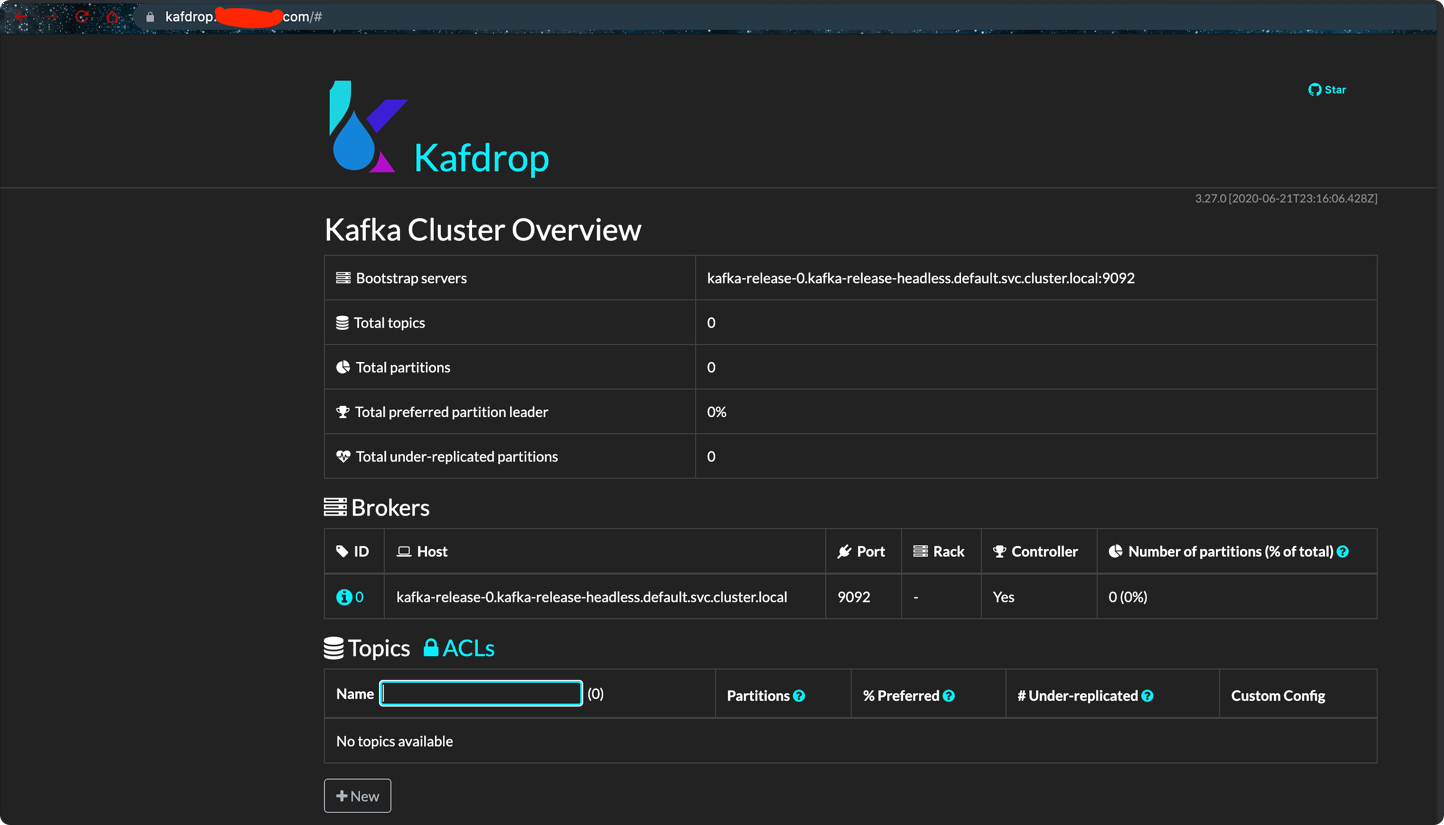 kafdrop. com/#
Star
Kafdrop
3.27.0 [2020-06-21T23:16:06.428Z]
Kafka Cluster Overview
Bootstrap servers kafka-release-0.kafka-release-headless.default.svc.cluster.local:9092
Total topics 0
Total partitions 0
Total preferred partition leader 0%
Total under-replicated partitions 0
Brokers
ID Host Port Rack Controller Number of partitions (% of total)
0 kafka-release-0.kafka-release-headless.default.svc.cluster.local 9092 - Yes 0 (0%)
Topics ACLs
Name (0) Partitions % Preferred # Under-replicated Custom Config
No topics available
New